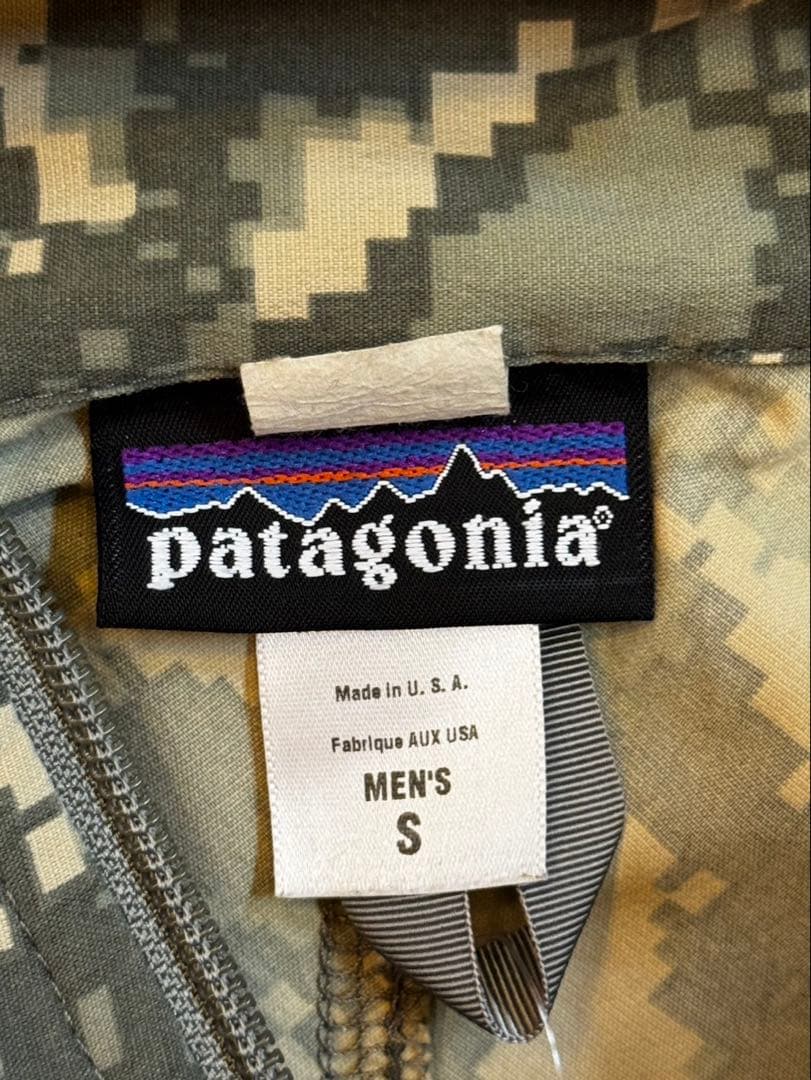 patagonia®
Made in U. S. A.
Fabrique AUX USA
MEN'S
S